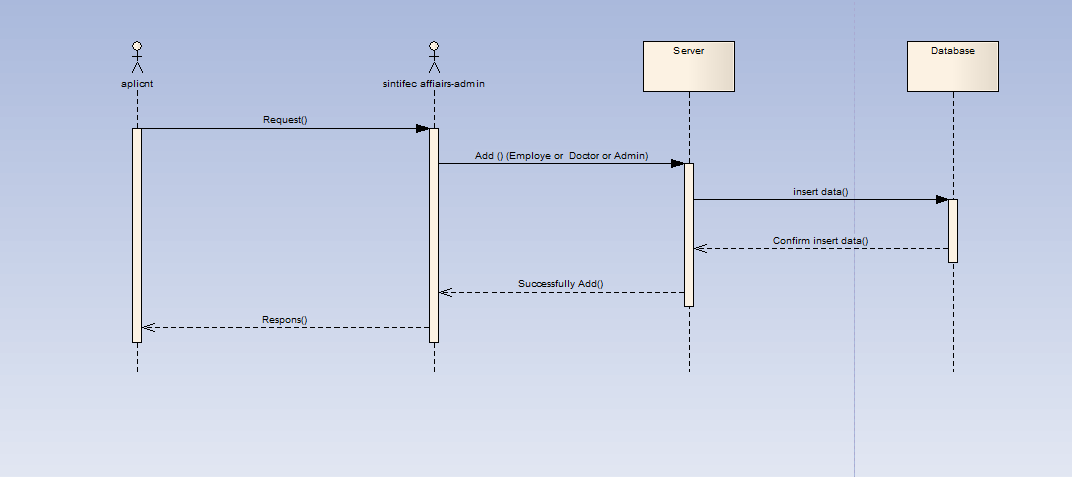 Server
Database
aplicnt
sintifec affiairs-admin
Request()
Add () (Employe or  Doctor or Admin)
insert data()
Confirm insert data()
Successfully Add()
Respons()